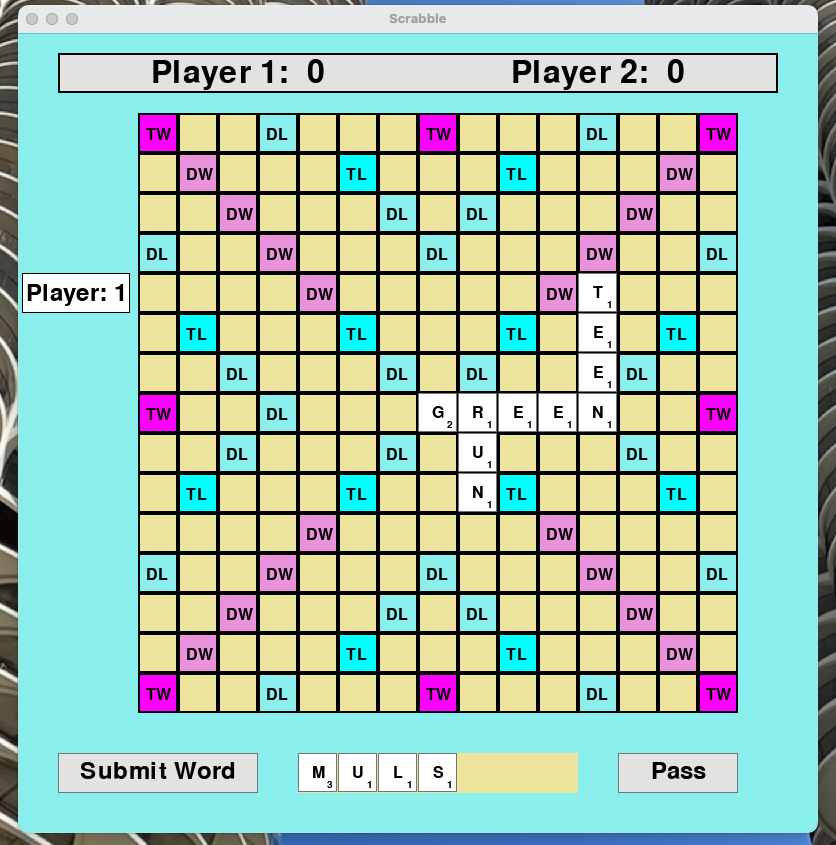 Scrabble
Player 1: 0 Player 2: 0
TW DL TW DL TW
DW TL TL DW
DW DL DL DW
DL DW DL DW DL
Player: 1 DW DW T 1
TL TL TL E 1 TL
DL DL DL E 1 DL
TW DL G 2 R 1 E 1 E 1 N 1 TW
DL DL U 1 DL
TL TL N 1 TL TL
DW DW
DL DW DL DW DL
DW DL DL DW
DW TL TL DW
TW DL TW DL TW
Submit Word M 3 U 1 L 1 S 1 Pass